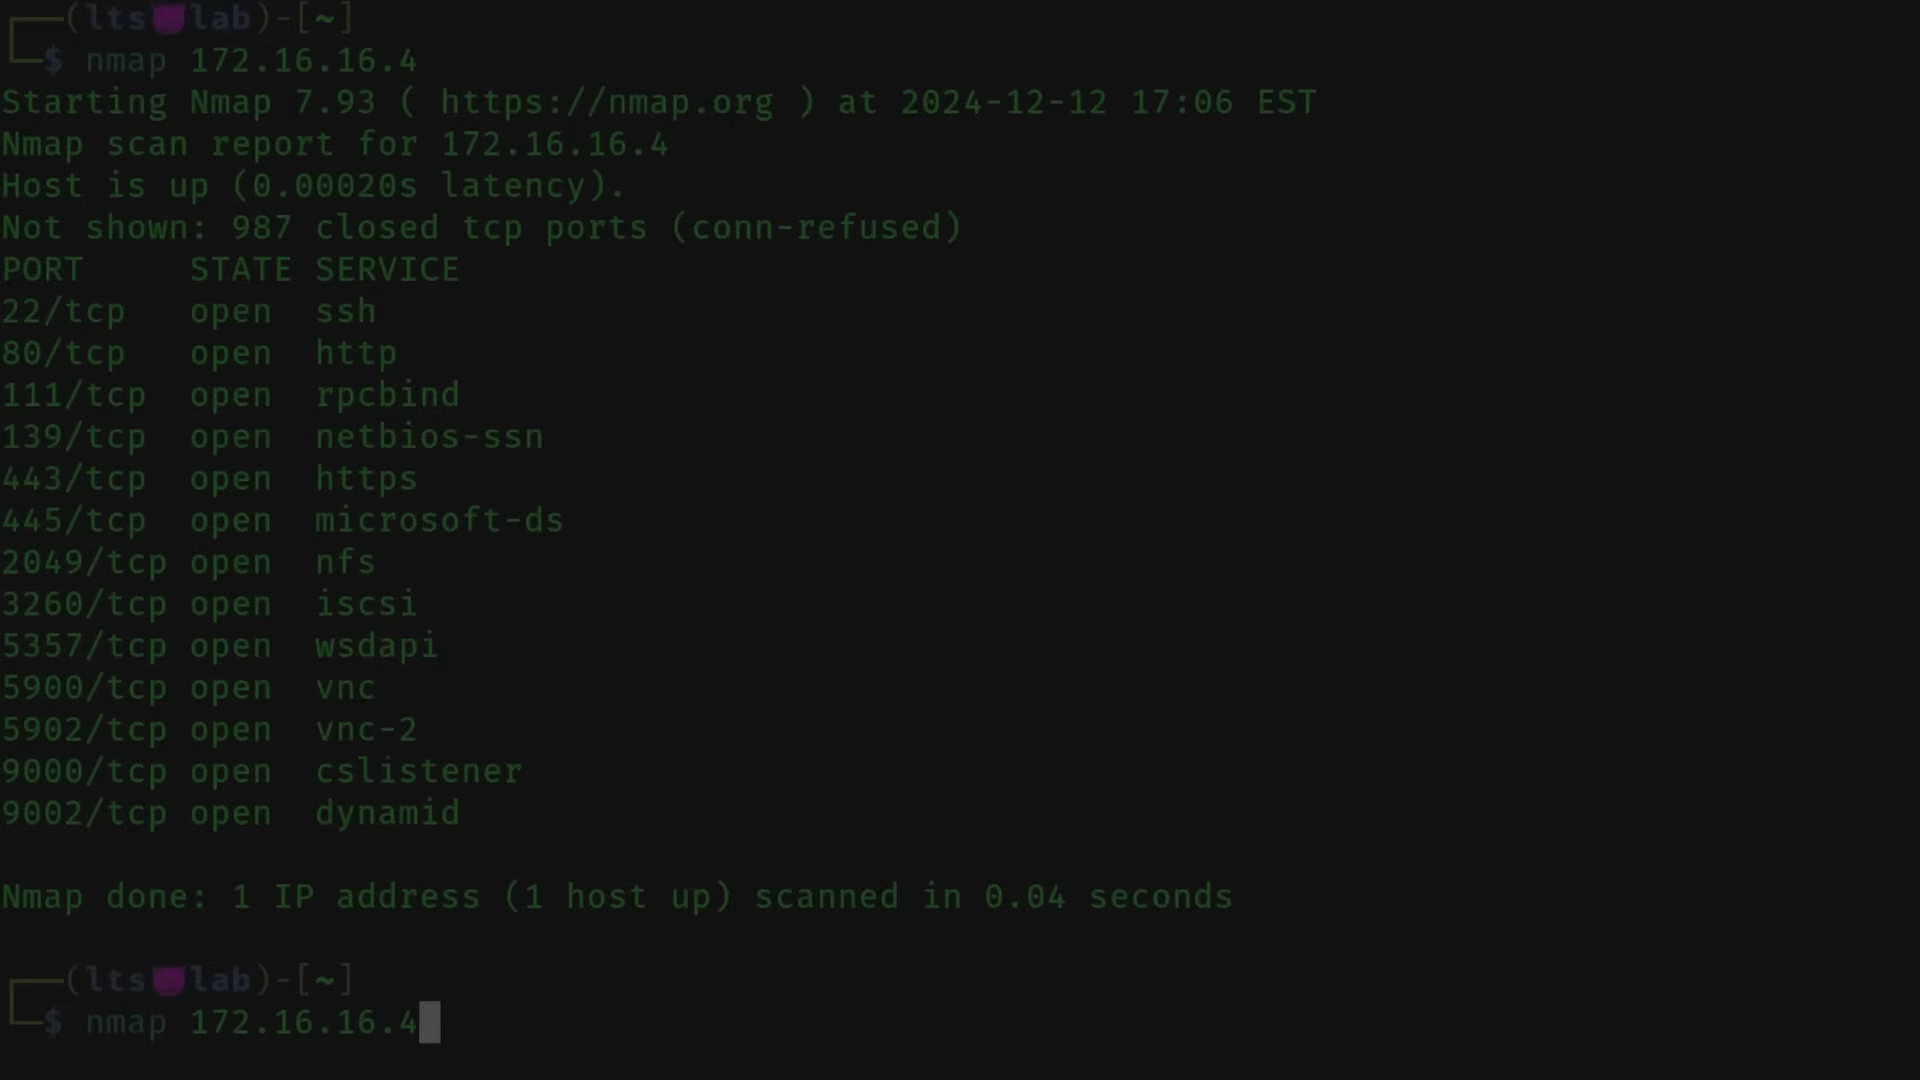 (lts😈lab)-[~]
$ nmap 172.16.16.4
Starting Nmap 7.93 ( https://nmap.org ) at 2024-12-12 17:06 EST
Nmap scan report for 172.16.16.4
Host is up (0.00020s latency).
Not shown: 987 closed tcp ports (conn-refused)
PORT     STATE SERVICE
22/tcp   open  ssh
80/tcp   open  http
111/tcp  open  rpcbind
139/tcp  open  netbios-ssn
443/tcp  open  https
445/tcp  open  microsoft-ds
2049/tcp open  nfs
3260/tcp open  iscsi
5357/tcp open  wsdapi
5900/tcp open  vnc
5902/tcp open  vnc-2
9000/tcp open  cslistener
9002/tcp open  dynamid
Nmap done: 1 IP address (1 host up) scanned in 0.04 seconds
(lts😈lab)-[~]
$ nmap 172.16.16.4